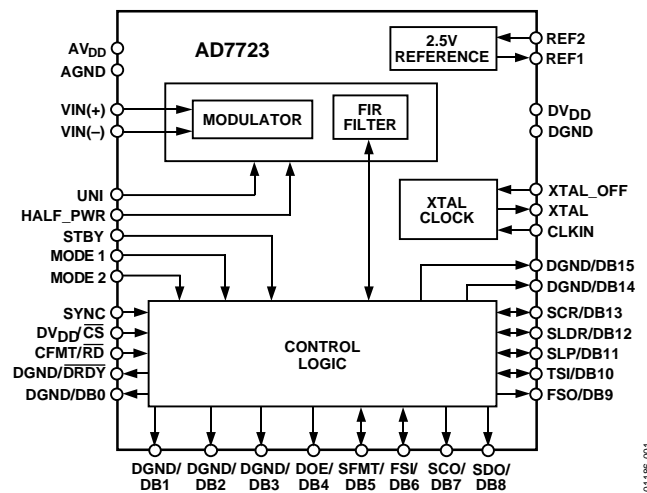 AD7723
2.5V
REFERENCE
AVDD
AGND
VIN(+)
VIN(–)
UNI
HALF_PWR
STBY
MODE 1
MODE 2
SYNC
DVDD/CS
CFMT/RD
DGND/DRDY
DGND/DB0
MODULATOR
FIR
FILTER
XTAL
CLOCK
CONTROL
LOGIC
REF2
REF1
DVDD
DGND
XTAL_OFF
XTAL
CLKIN
DGND/DB15
DGND/DB14
SCR/DB13
SLDR/DB12
SLP/DB11
TSI/DB10
FSO/DB9
DGND/
DB1
DGND/
DB2
DGND/
DB3
DOE/
DB4
SFMT/
DB5
FSI/
DB6
SCO/
DB7
SDO/
DB8
01186-001